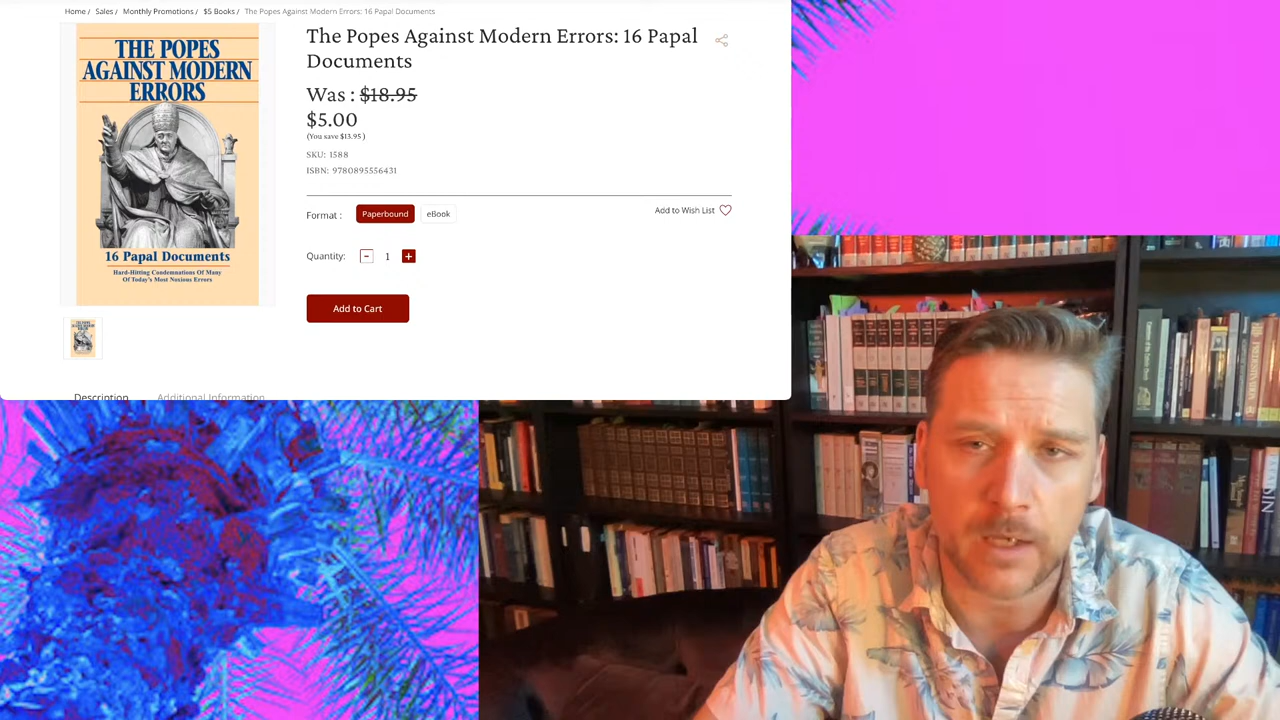 Home / Sales / Monthly Promotions / $5 Books / The Popes Against Modern Errors: 16 Papal Documents
THE POPES
AGAINST MODERN
ERRORS
16 Papal Documents
Hard-Hitting Condemnations Of Many
Of Today's Most Noxious Errors
The Popes Against Modern Errors: 16 Papal
Documents
Was : $18.95
$5.00
(You save $13.95 )
SKU: 1588
ISBN: 9780895556431
Format :
Paperbound
eBook
Add to Wish List
Quantity:
- 1 +
Add to Cart
Description
Additional Information